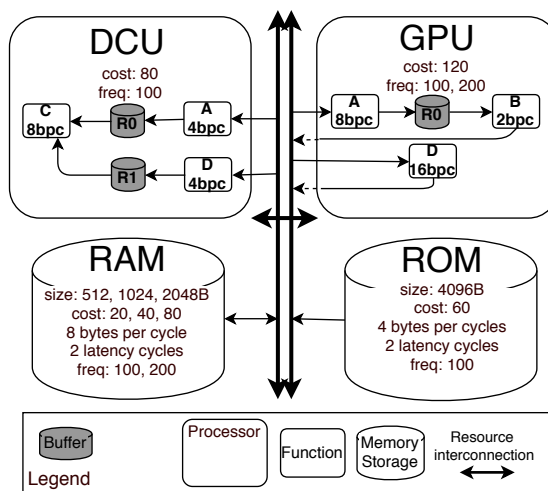 DCU
cost: 80
freq: 100
C
8bpc
R0
A
4bpc
R1
D
4bpc
GPU
cost: 120
freq: 100, 200
A
8bpc
R0
B
2bpc
D
16bpc
RAM
size: 512, 1024, 2048B
cost: 20, 40, 80
8 bytes per cycle
2 latency cycles
freq: 100, 200
ROM
size: 4096B
cost: 60
4 bytes per cycles
2 latency cycles
freq: 100
Buffer
Legend
Processor
Function
Memory
Storage
Resource
interconnection